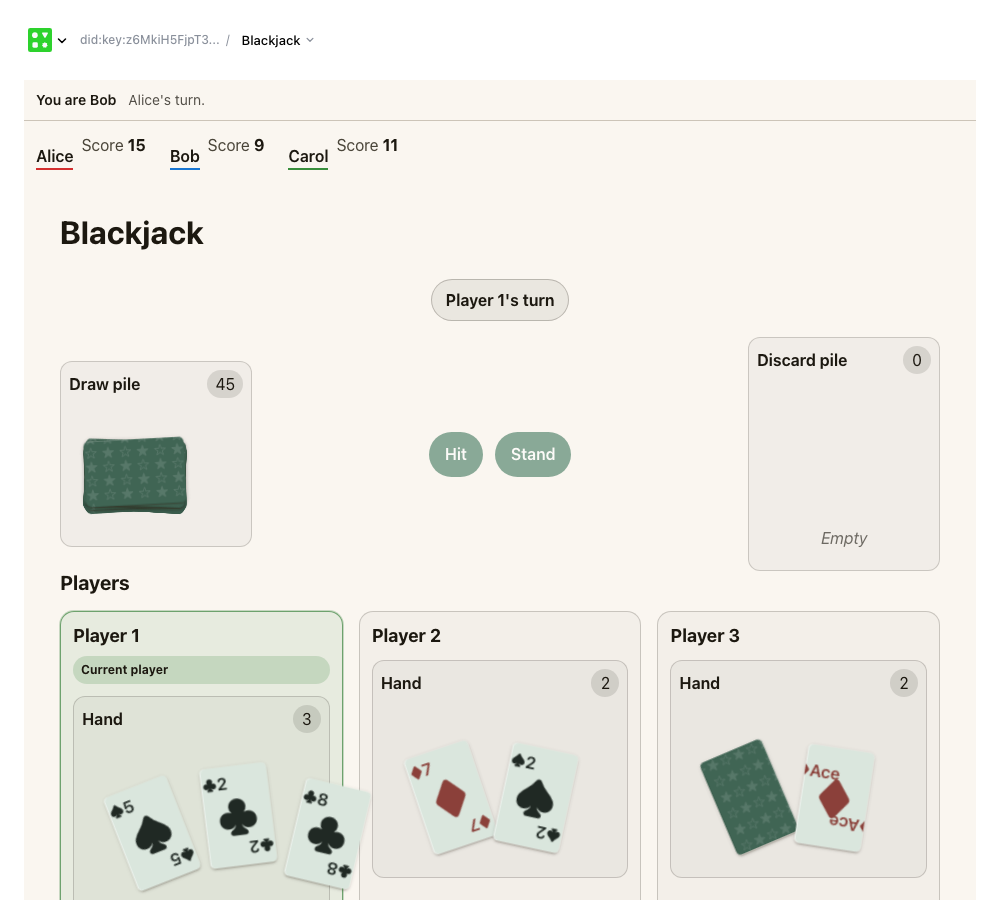 did:key:z6MkiH5FjpT3... / Blackjack
You are Bob Alice's turn.
Alice Score 15 Bob Score 9 Carol Score 11
Blackjack
Player 1's turn
Draw pile 45
Discard pile 0
Hit Stand
Empty
Players
Player 1
Current player
Hand 3
♠5
♠5
♣2
♣2
♣8
♣8
Player 2
Hand 2
♦7
♦7
♠2
♠2
Player 3
Hand 2
♦Ace
♦Ace